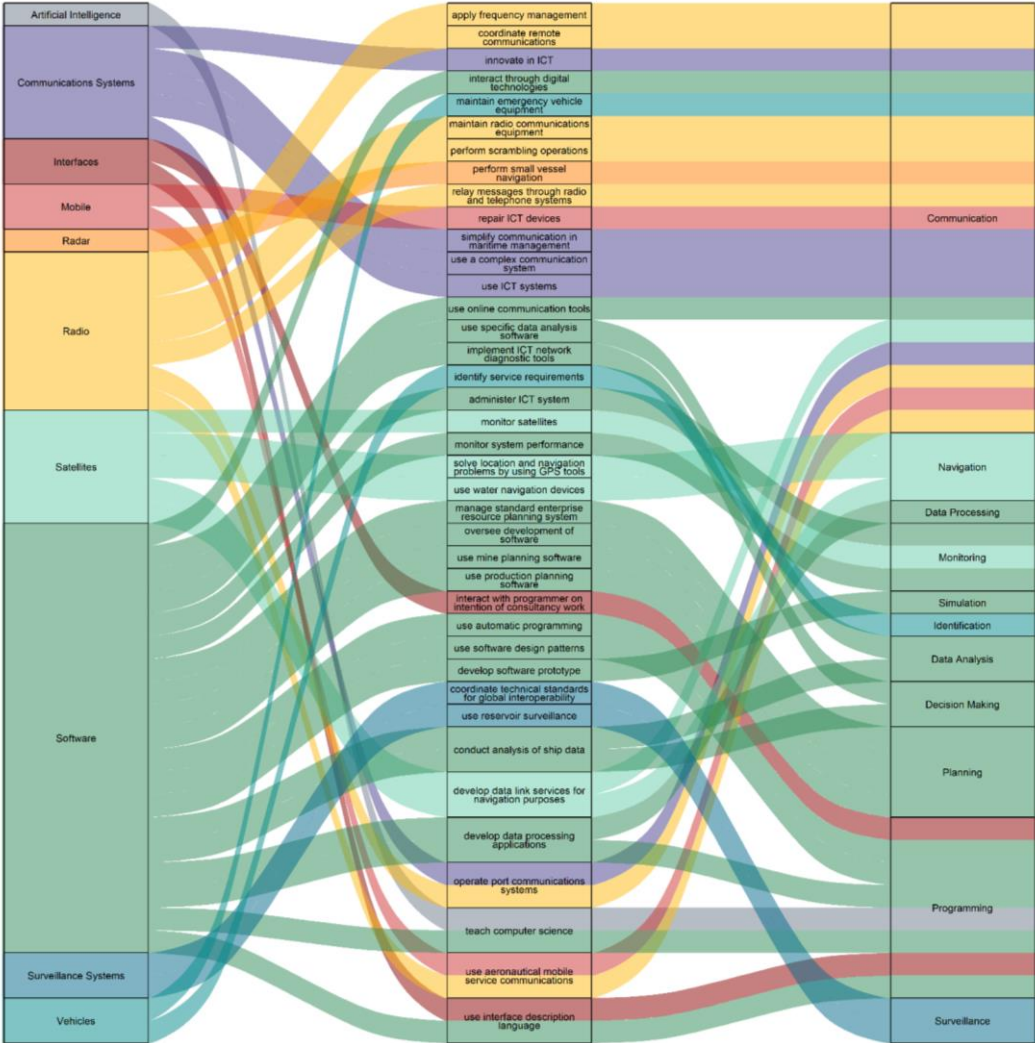 Artificial Intelligence
Communications Systems
Interfaces
Mobile
Radar
Radio
Satellites
Software
Surveillance Systems
Vehicles
apply frequency management
coordinate remote
communications
innovate in ICT
interact through digital
technologies
maintain emergency vehicle
equipment
maintain radio communications
equipment
perform scrambling operations
perform small vessel
navigation
relay messages through radio
and telephone systems
repair ICT devices
simplify communication in
maritime management
use a complex communication
system
use ICT systems
use online communication tools
use specific data analysis
software
implement ICT network
diagnostic tools
identify service requirements
administer ICT system
monitor satellites
monitor system performance
solve location and navigation
problems by using GPS tools
use water navigation devices
manage standard enterprise
resource planning system
oversee development of
software
use mine planning software
use production planning
software
interact with programmer on
intention of consultancy work
use automatic programming
use software design patterns
develop software prototype
coordinate technical standards
for global interoperability
use reservoir surveillance
conduct analysis of ship data
develop data link services for
navigation purposes
develop data processing
applications
operate port communications
systems
teach computer science
use aeronautical mobile
service communications
use interface description
language
Communication
Navigation
Data Processing
Monitoring
Simulation
Identification
Data Analysis
Decision Making
Planning
Programming
Surveillance